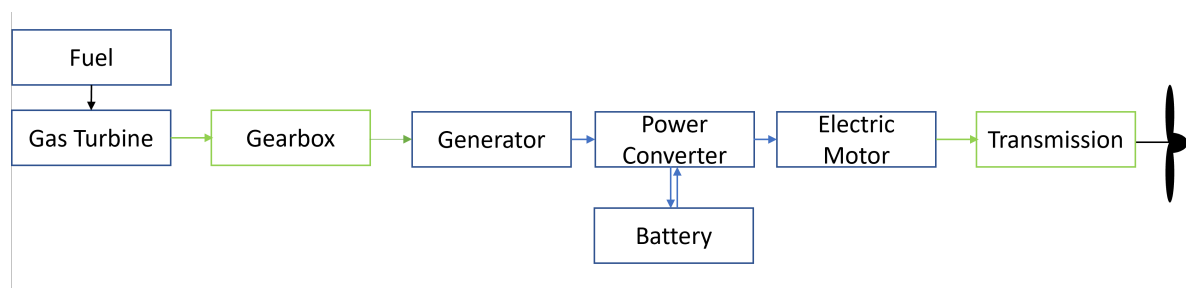 Fuel
Gas Turbine
Gearbox
Generator
Power
Converter
Electric
Motor
Transmission
Battery